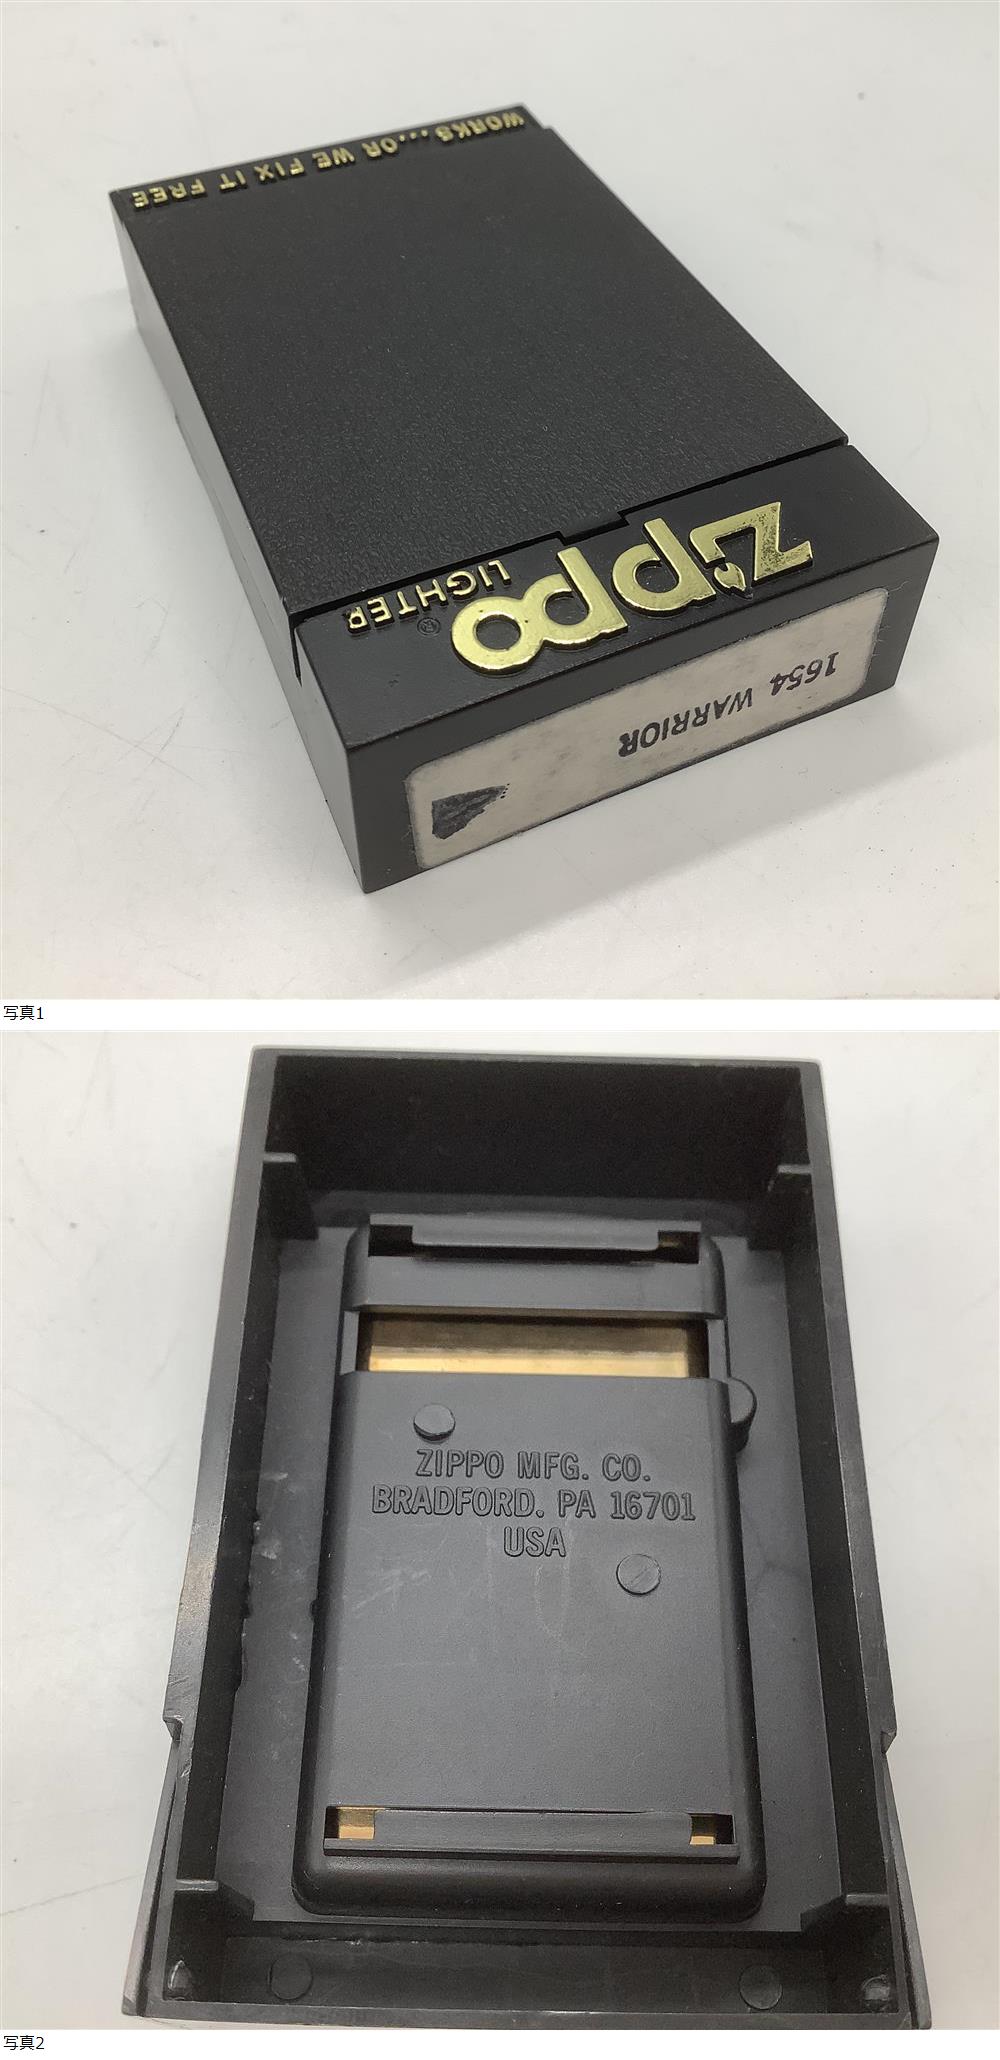 WORKS... OR WE FIX IT FREE
zippo
LIGHTER®
1654 WARRIOR
写真1
ZIPPO MFG. CO.
BRADFORD. PA 16701
USA
写真2